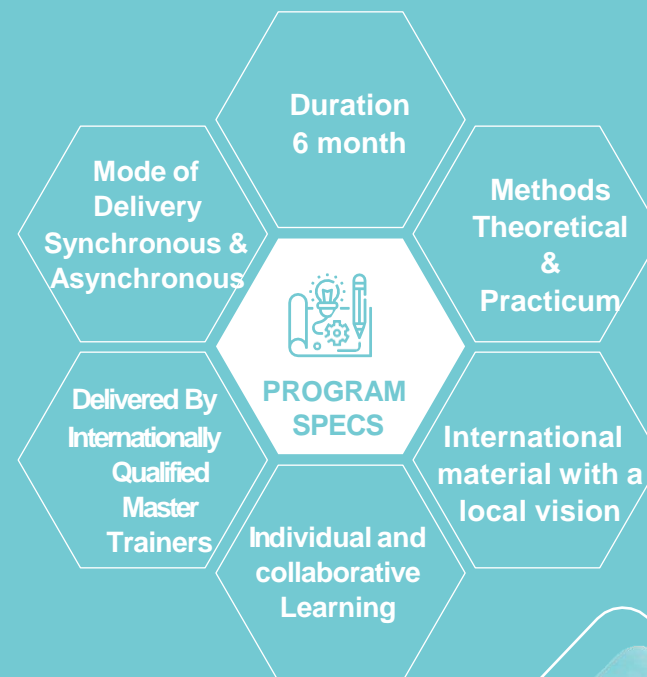 Duration
6 month
Mode of
Delivery
Synchronous &
Asynchronous
Methods
Theoretical
&
Practicum
PROGRAM
SPECS
Delivered By
Internationally
Qualified
Master
Trainers
International
material with a
local vision
Individual and
collaborative
Learning